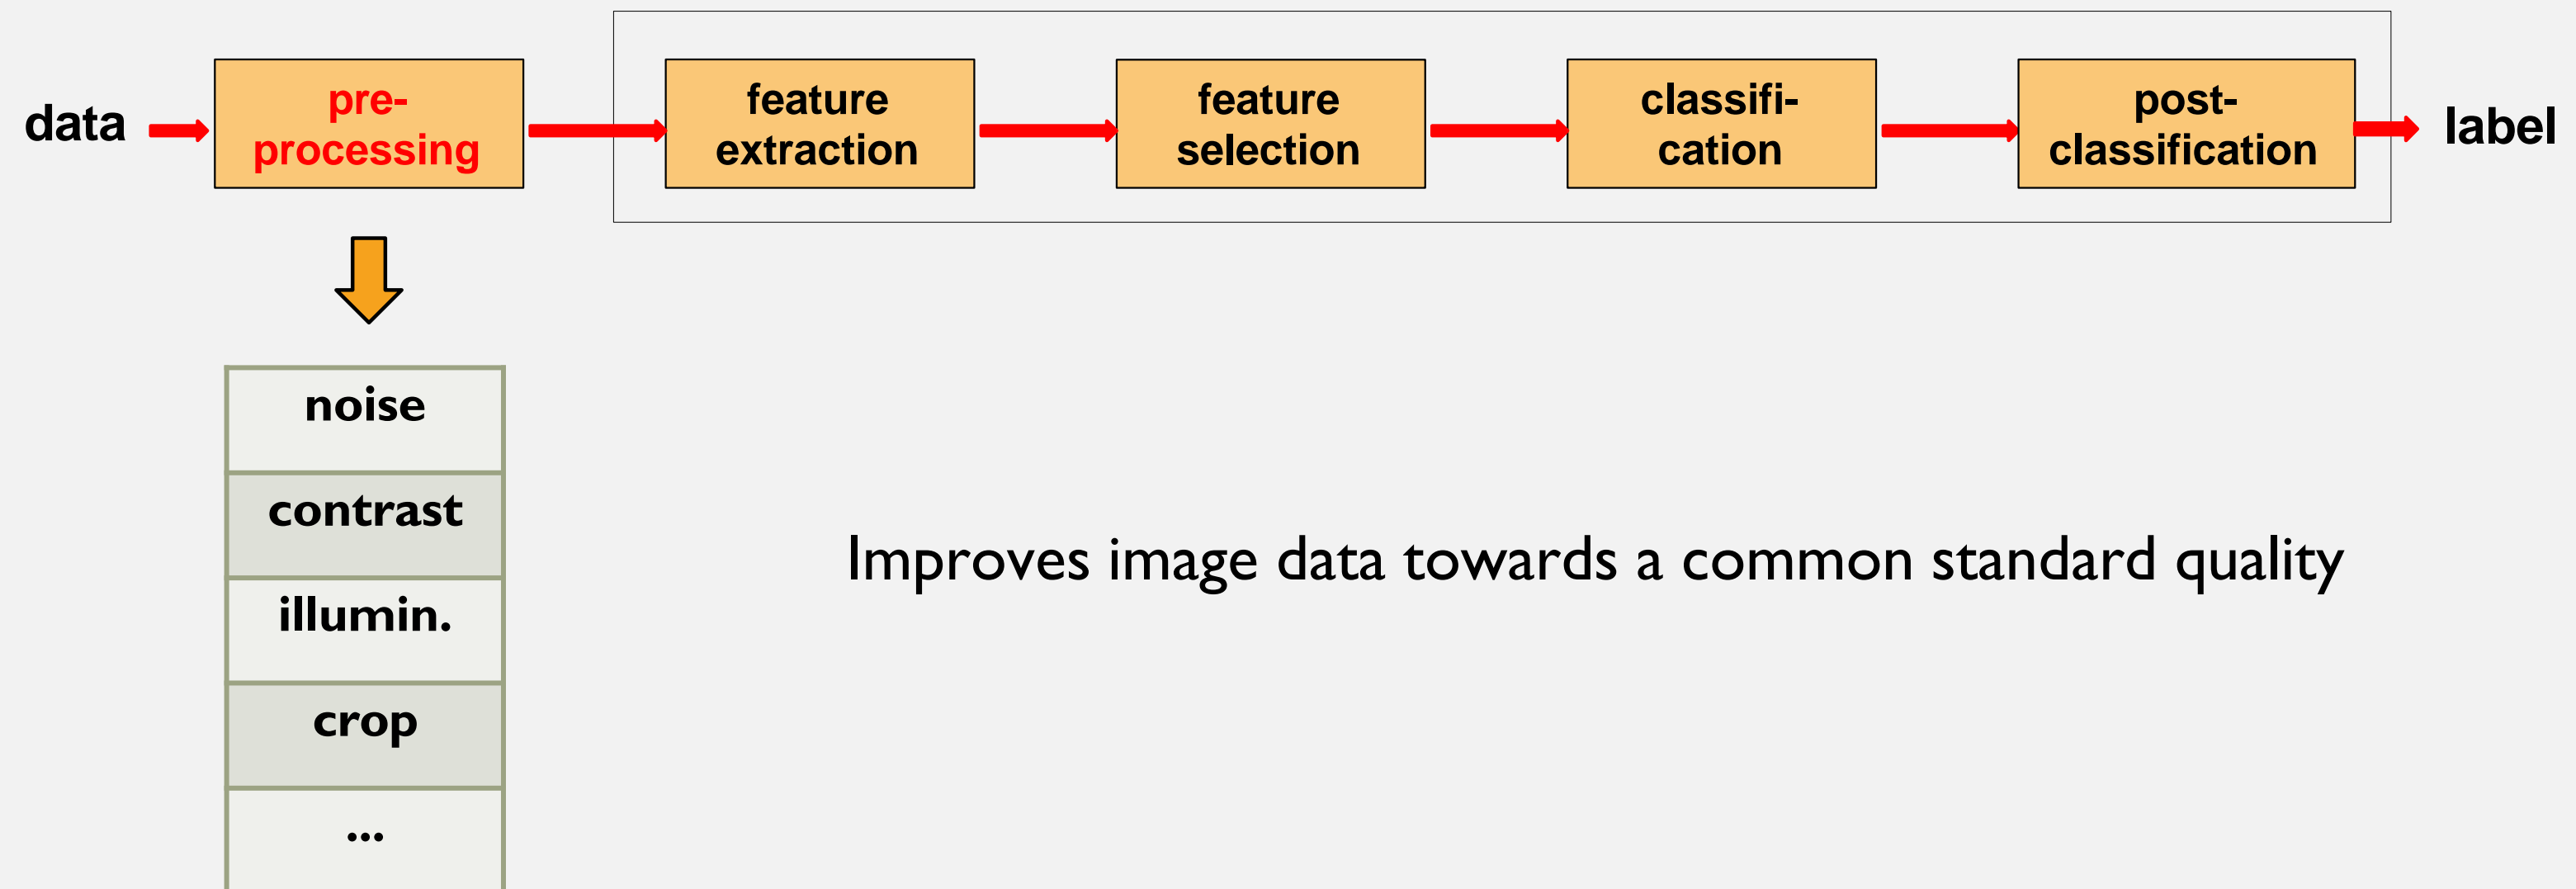 data
pre-
processing
feature
extraction
feature
selection
classifi-
cation
post-
classification
label
noise
contrast
illumin.
crop
...
Improves image data towards a common standard quality